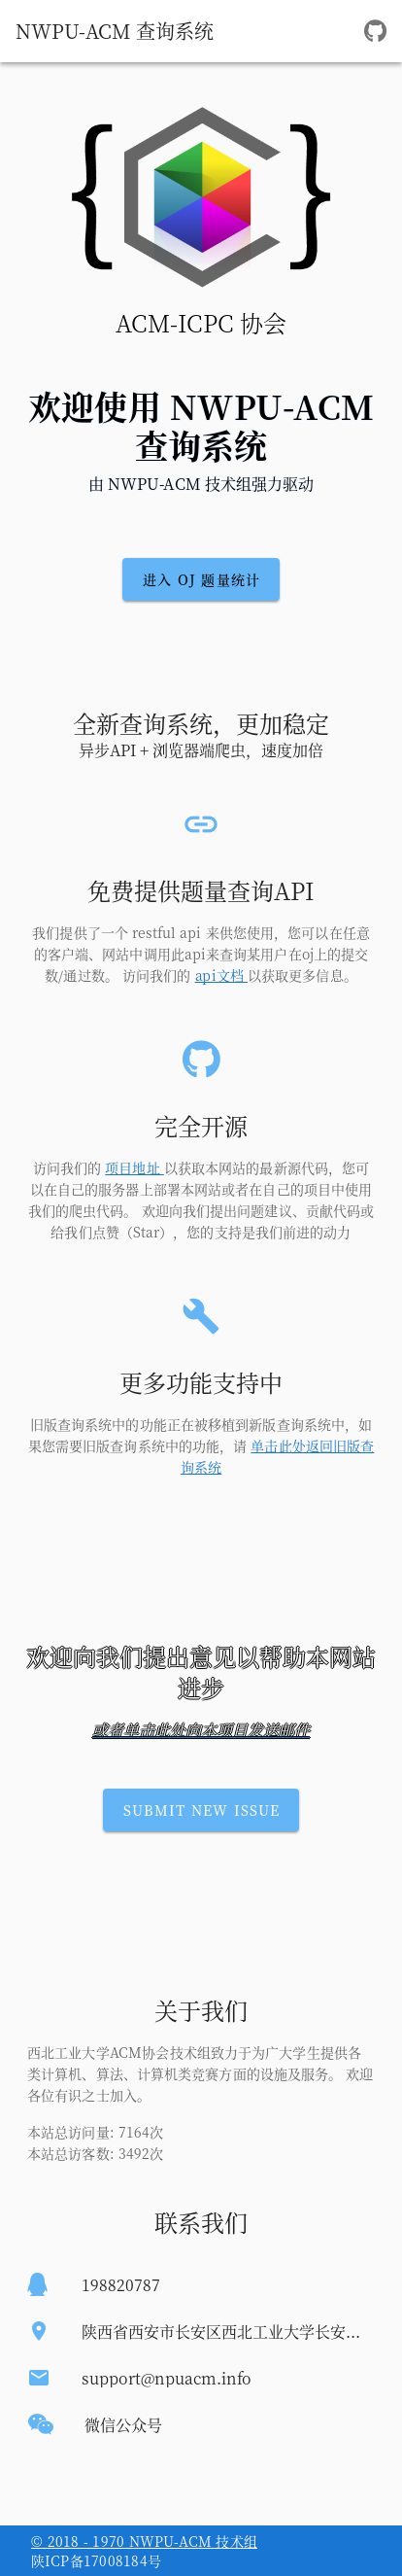 NWPU-ACM 查询系统
ACM-ICPC 协会
欢迎使用 NWPU-ACM
查询系统
由 NWPU-ACM 技术组强力驱动
进入 OJ 题量统计
全新查询系统，更加稳定
异步API + 浏览器端爬虫，速度加倍
免费提供题量查询API
我们提供了一个 restful api 来供您使用，您可以在任意
的客户端、网站中调用此api来查询某用户在oj上的提交
数/通过数。 访问我们的 api文档 以获取更多信息。
完全开源
访问我们的 项目地址 以获取本网站的最新源代码，您可
以在自己的服务器上部署本网站或者在自己的项目中使用
我们的爬虫代码。 欢迎向我们提出问题建议、贡献代码或
给我们点赞（Star），您的支持是我们前进的动力
更多功能支持中
旧版查询系统中的功能正在被移植到新版查询系统中，如
果您需要旧版查询系统中的功能，请 单击此处返回旧版查
询系统
欢迎向我们提出意见以帮助本网站
进步
或者单击此处向本项目发送邮件
SUBMIT NEW ISSUE
关于我们
西北工业大学ACM协会技术组致力于为广大学生提供各
类计算机、算法、计算机类竞赛方面的设施及服务。 欢迎
各位有识之士加入。
本站总访问量: 7164次
本站总访客数: 3492次
联系我们
198820787
陕西省西安市长安区西北工业大学长安...
support@npuacm.info
微信公众号
© 2018 - 1970 NWPU-ACM 技术组
陕ICP备17008184号